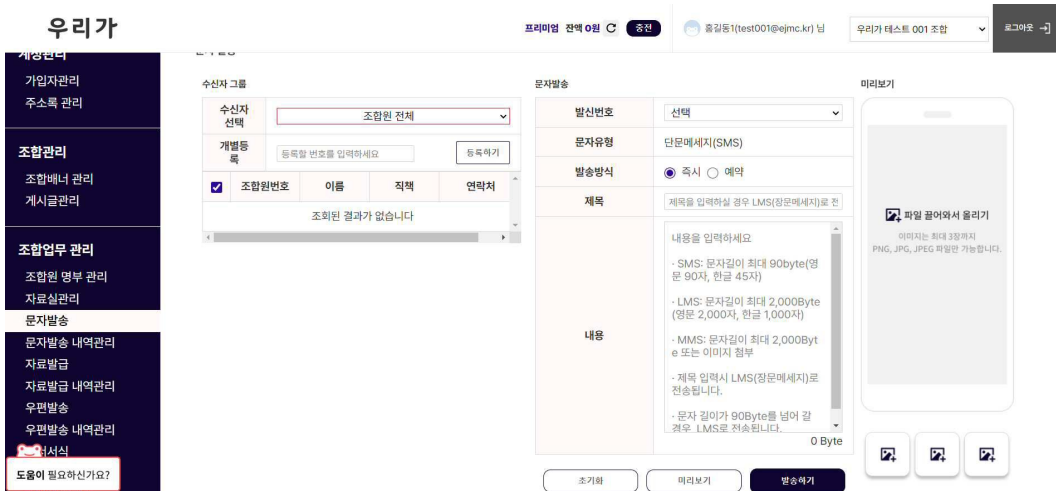 우리가
프리미엄 잔액 0원 충전
홍길동1(test001@ejmc.kr) 님
우리가 테스트 001 조합
로그아웃
계정관리
가입자관리
주소록 관리
조합관리
조합배너 관리
게시글관리
조합업무 관리
조합원 명부 관리
자료실관리
문자발송
문자발송 내역관리
자료발급
자료발급 내역관리
우편발송
우편발송 내역관리
서식
도움이 필요하신가요?
문자 발송
수신자 그룹
수신자
선택
조합원 전체
개별등
록
등록할 번호를 입력하세요
등록하기
조합원번호 이름 직책 연락처
조회된 결과가 없습니다
문자발송
발신번호 선택
문자유형 단문메세지(SMS)
발송방식 즉시 예약
제목 제목을 입력하실 경우 LMS(장문메세지)로 전
내용
내용을 입력하세요
· SMS: 문자길이 최대 90byte(영
문 90자, 한글 45자)
· LMS: 문자길이 최대 2,000Byte
(영문 2,000자, 한글 1,000자)
· MMS: 문자길이 최대 2,000Byt
e 또는 이미지 첨부
· 제목 입력시 LMS(장문메세지)로
전송됩니다.
· 문자 길이가 90Byte를 넘어 갈
경우 LMS로 전송됩니다.
0 Byte
초기화 미리보기 발송하기
미리보기
파일 끌어와서 올리기
이미지는 최대 3장까지
PNG, JPG, JPEG 파일만 가능합니다.